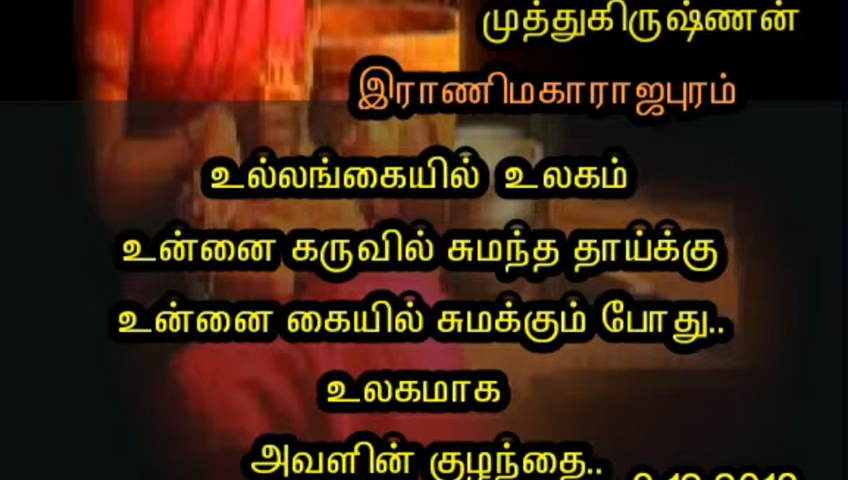 முத்துகிருஷ்ணன்
இராணிமகாராஜபுரம்
உல்லங்கையில் உலகம்
உன்னை கருவில் சுமந்த தாய்க்கு
உன்னை கையில் சுமக்கும் போது..
உலகமாக
அவளின் குழந்தை..